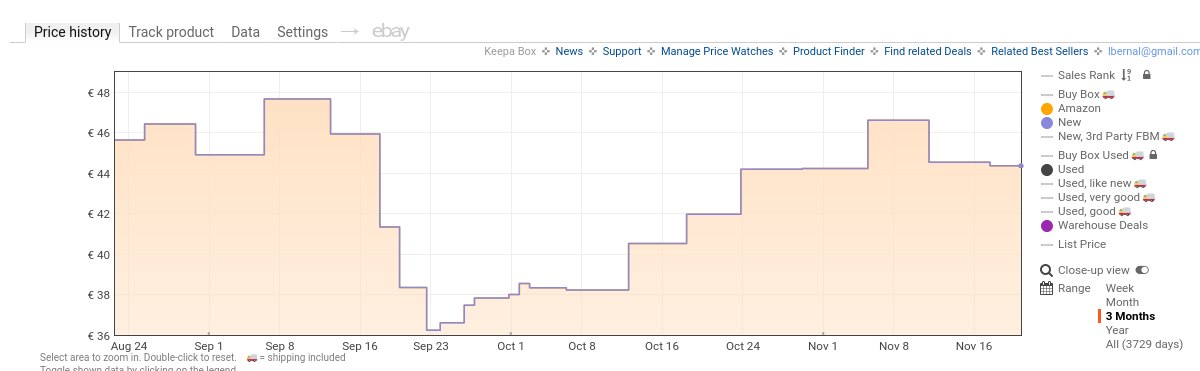 Price history Track product Data Settings → ebay
Keepa Box ❖ News ❖ Support ❖ Manage Price Watches ❖ Product Finder ❖ Find related Deals ❖ Related Best Sellers ❖ lbernal@gmail.com
€ 48
€ 46
€ 44
€ 42
€ 40
€ 38
€ 36
Aug 24 Sep 1 Sep 8 Sep 16 Sep 23 Oct 1 Oct 8 Oct 16 Oct 24 Nov 1 Nov 8 Nov 16
Select area to zoom in. Double-click to reset. = shipping included
Toggle shown data by clicking on the legend.
Sales Rank
Buy Box
Amazon
New
New, 3rd Party FBM
Buy Box Used
Used
Used, like new
Used, very good
Used, good
Warehouse Deals
List Price
Close-up view
Range Week
Month
3 Months
Year
All (3729 days)